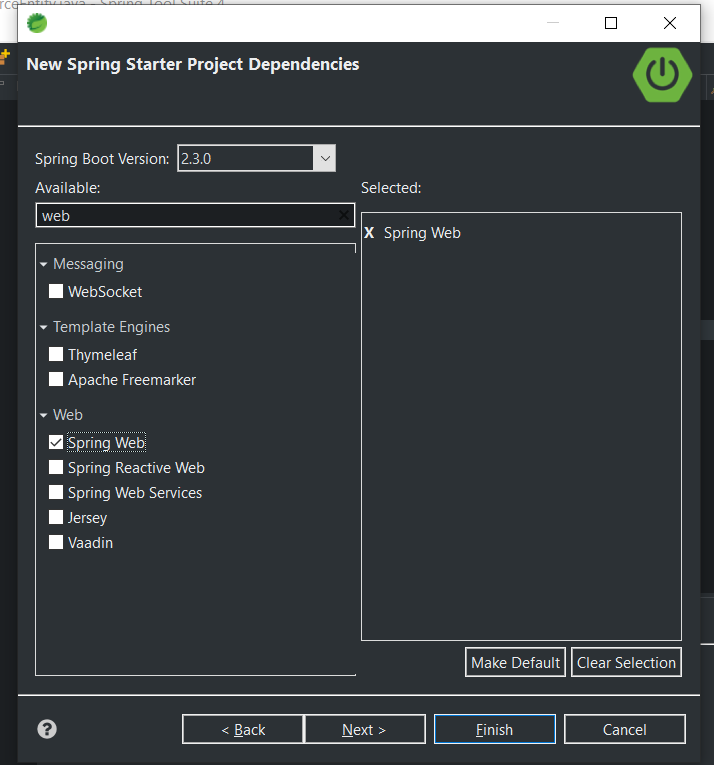 rceEntity.java - Spring Tool Suite 4
New Spring Starter Project Dependencies
Spring Boot Version: 2.3.0
Available:
Selected:
web
X Spring Web
Messaging
WebSocket
Template Engines
Thymeleaf
Apache Freemarker
Web
Spring Web
Spring Reactive Web
Spring Web Services
Jersey
Vaadin
Make Default Clear Selection
< Back Next > Finish Cancel